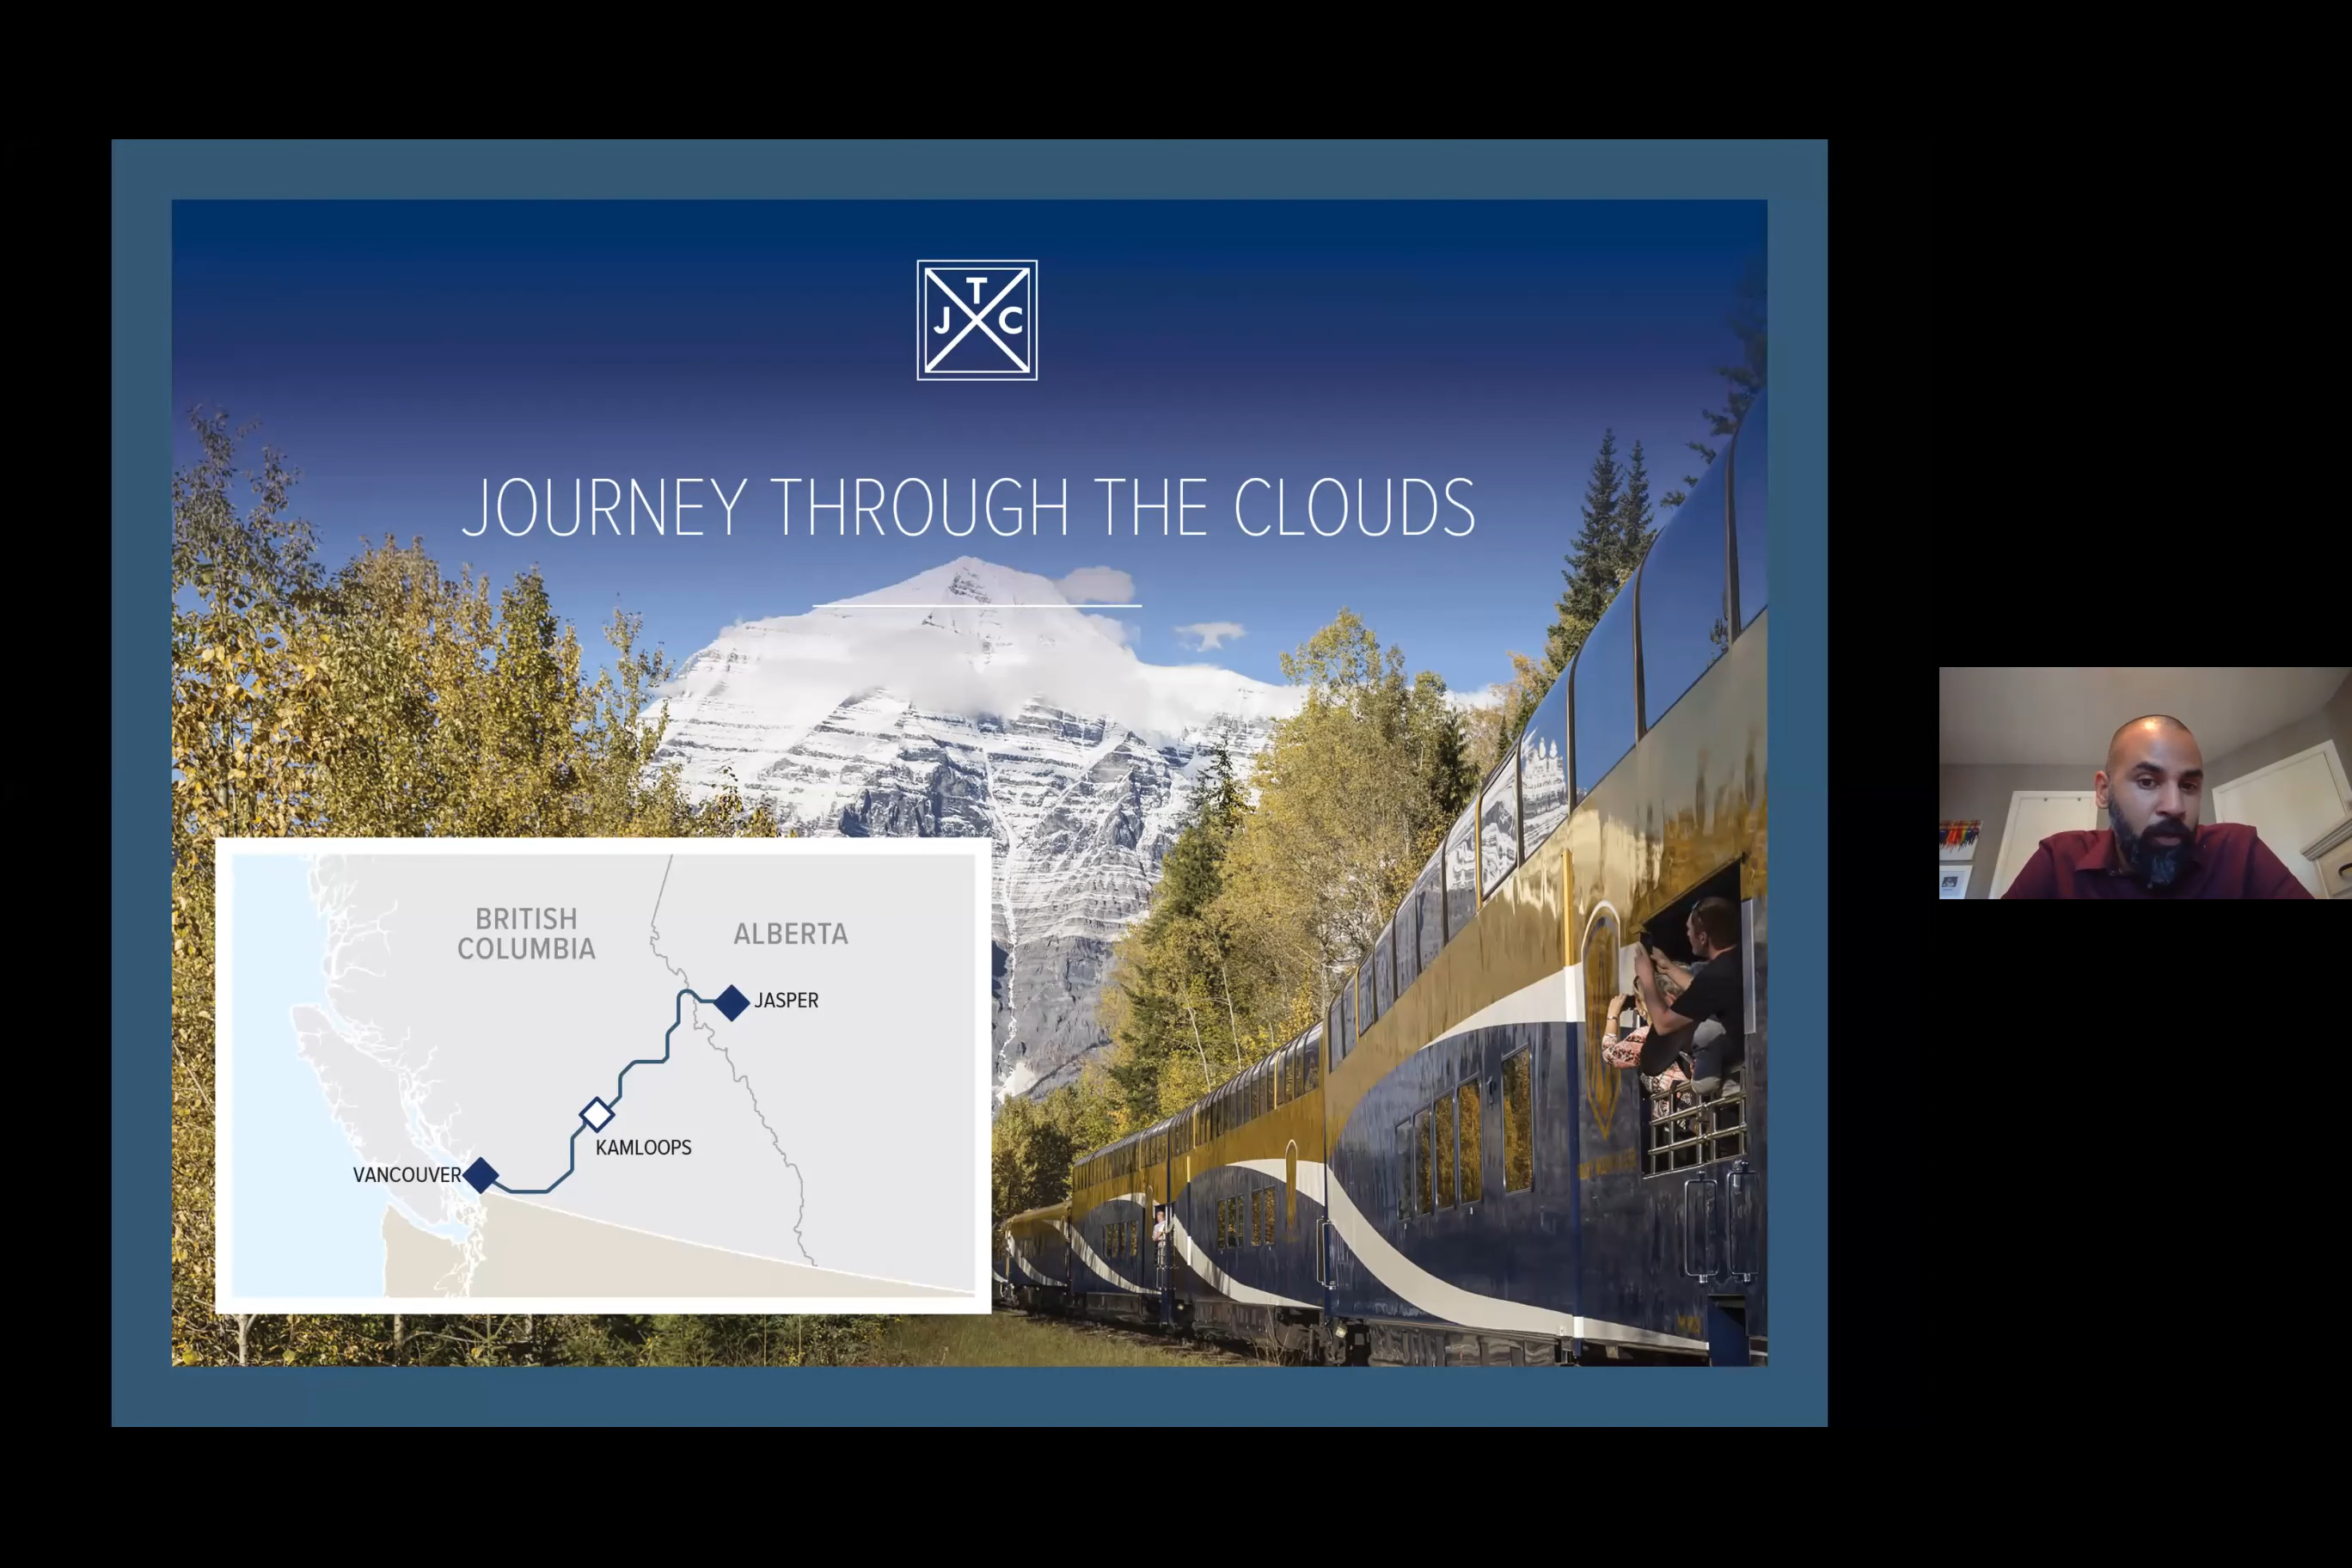 T
J C
JOURNEY THROUGH THE CLOUDS
BRITISH
COLUMBIA
ALBERTA
JASPER
KAMLOOPS
VANCOUVER